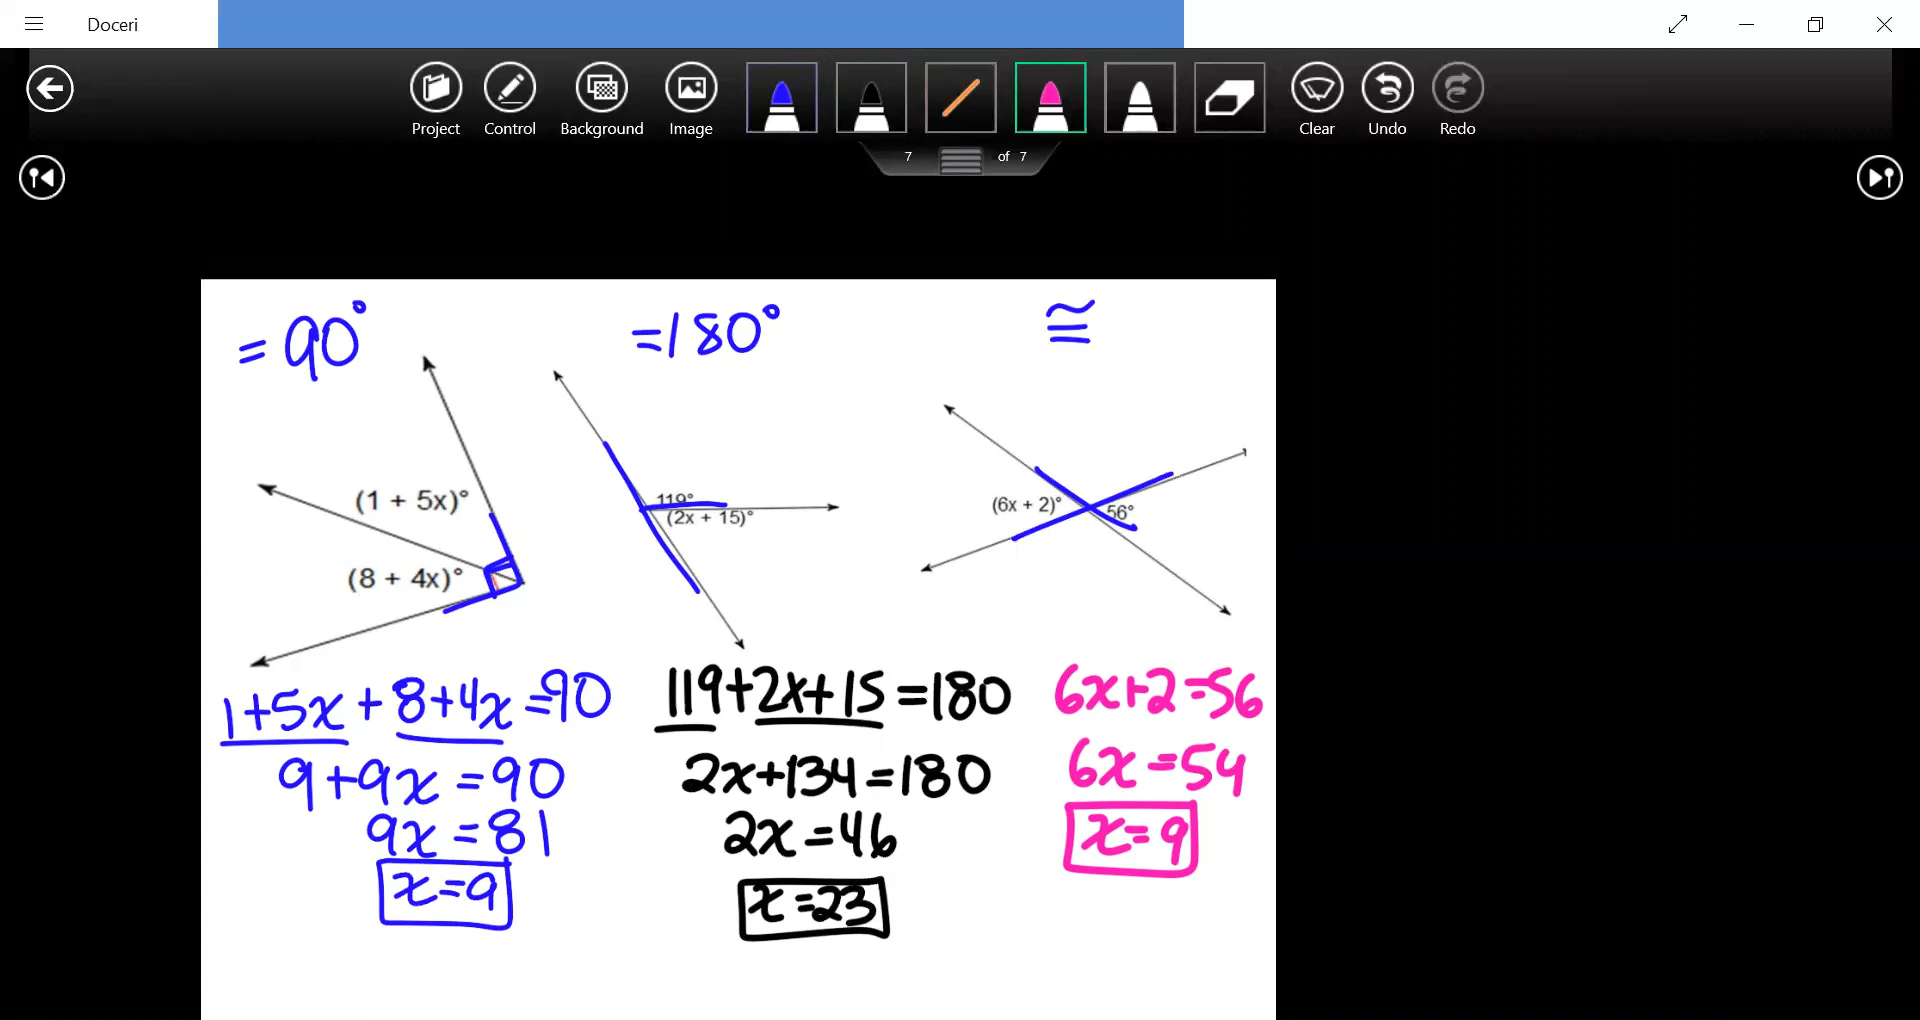 Doceri
Project Control Background Image Clear Undo Redo
7 of 7
= 90°
=180°
≅
(1 + 5x)°
(8 + 4x)°
119°
(2x + 15)°
(6x + 2)°
56°
1+5x+8+4x=90
9+9x=90
9x=81
x=9
119+2x+15=180
2x+134=180
2x=46
x=23
6x+2=56
6x=54
x=9